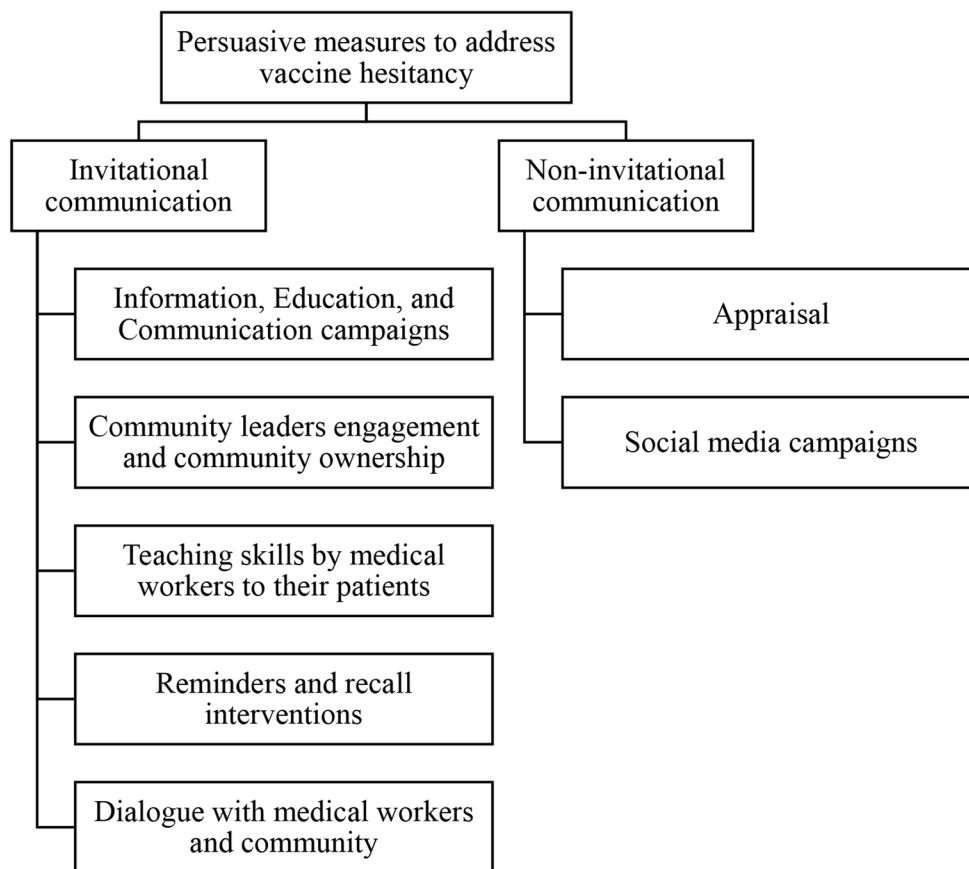 Persuasive measures to address
vaccine hesitancy
Invitational
communication
Non-invitational
communication
Information, Education, and
Communication campaigns
Community leaders engagement
and community ownership
Teaching skills by medical
workers to their patients
Reminders and recall
interventions
Dialogue with medical workers
and community
Appraisal
Social media campaigns